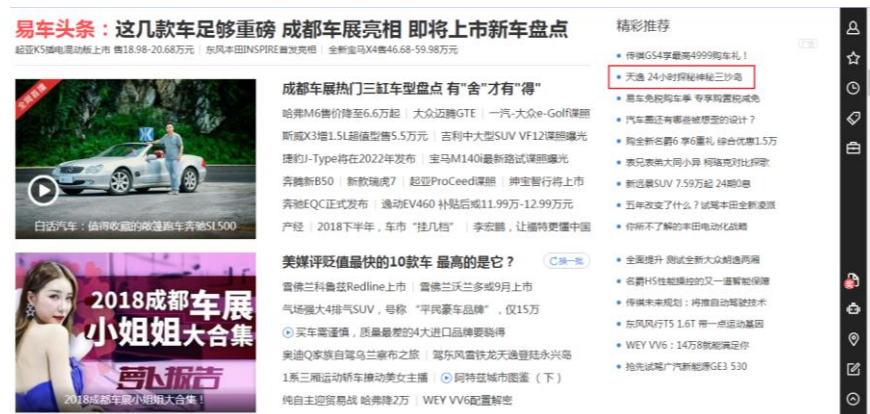 易车头条：这几款车足够重磅 成都车展亮相 即将上市新车盘点
起亚K5插电混动版上市 售18.98-20.68万元 | 东风本田INSPIRE首发亮相 | 全新宝马X4售46.68-59.98万元
全网直播
白话汽车：值得收藏的敞篷跑车奔驰SL500
成都车展热门三缸车型盘点 有"舍"才有"得"
哈弗M6售价降至6.6万起 | 大众迈腾GTE | 一汽-大众e-Golf谍照
斯威X3增1.5L超值型售5.5万元 | 吉利中大型SUV VF12谍照曝光
捷豹J-Type将在2022年发布 | 宝马M140i最新路试谍照曝光
奔腾新B50 | 新款瑞虎7 | 起亚ProCeed谍照 | 绅宝智行将上市
奔驰EQC正式发布 | 逸动EV460 补贴后或11.99万-12.99万元
产经 | 2018下半年，车市“挂几档” | 李宏鹏，让福特更懂中国
2018成都车展
小姐姐大合集
萝卜报告
2018成都车展小姐姐大合集！
美媒评贬值最快的10款车 最高的是它？
换一批
雪佛兰科鲁兹Redline上市 | 雪佛兰沃兰多或9月上市
气场强大4排气SUV，号称 “平民豪车品牌”，仅15万
买车需谨慎，质量最差的4大进口品牌要晓得
奥迪Q家族自驾乌兰察布之旅 | 驾东风雪铁龙天逸登陆永兴岛
1系三厢运动轿车撩动美女主播 | 阿特兹城市图鉴（下）
纯自主迎贸易战 哈弗降2万 | WEY VV6配置解密
精彩推荐
广告
传祺GS4享最高4999购车礼！
天逸 24小时探秘神秘三沙岛
易车免税购车季 专享购置税减免
汽车圈还有哪些被想歪的设计？
购全新名爵6 享6重礼 综合优惠1.5万
表兄表弟大同小异 柯珞克对比探歌
新远景SUV 7.59万起 24期0息
五年改变了什么？试驾本田全新凌派
你所不了解的丰田电动化战略
全面提升 测试全新大众朗逸两厢
名爵HS性能操控的又一道智能保障
传祺未来规划：将推自动驾驶技术
东风风行T5 1.6T 带一点运动基因
WEY VV6：14万8就能满足你
抢先试驾广汽新能源GE3 530